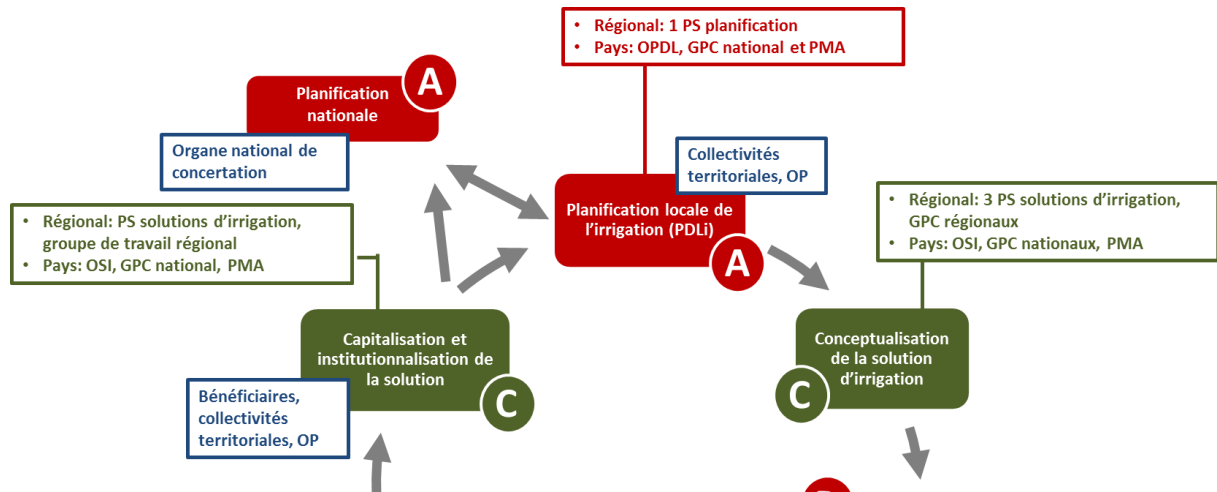 • Régional: 1 PS planification
• Pays: OPDL, GPC national et PMA
A
Planification
nationale
Organe national de
concertation
Collectivités
territoriales, OP
Planification locale de
l’irrigation (PDLi)
A
• Régional: PS solutions d’irrigation,
groupe de travail régional
• Pays: OSI, GPC national, PMA
• Régional: 3 PS solutions d’irrigation,
GPC régionaux
• Pays: OSI, GPC nationaux, PMA
Capitalisation et
institutionnalisation de
la solution
C
Bénéficiaires,
collectivités
territoriales, OP
Conceptualisation
de la solution
d’irrigation
C